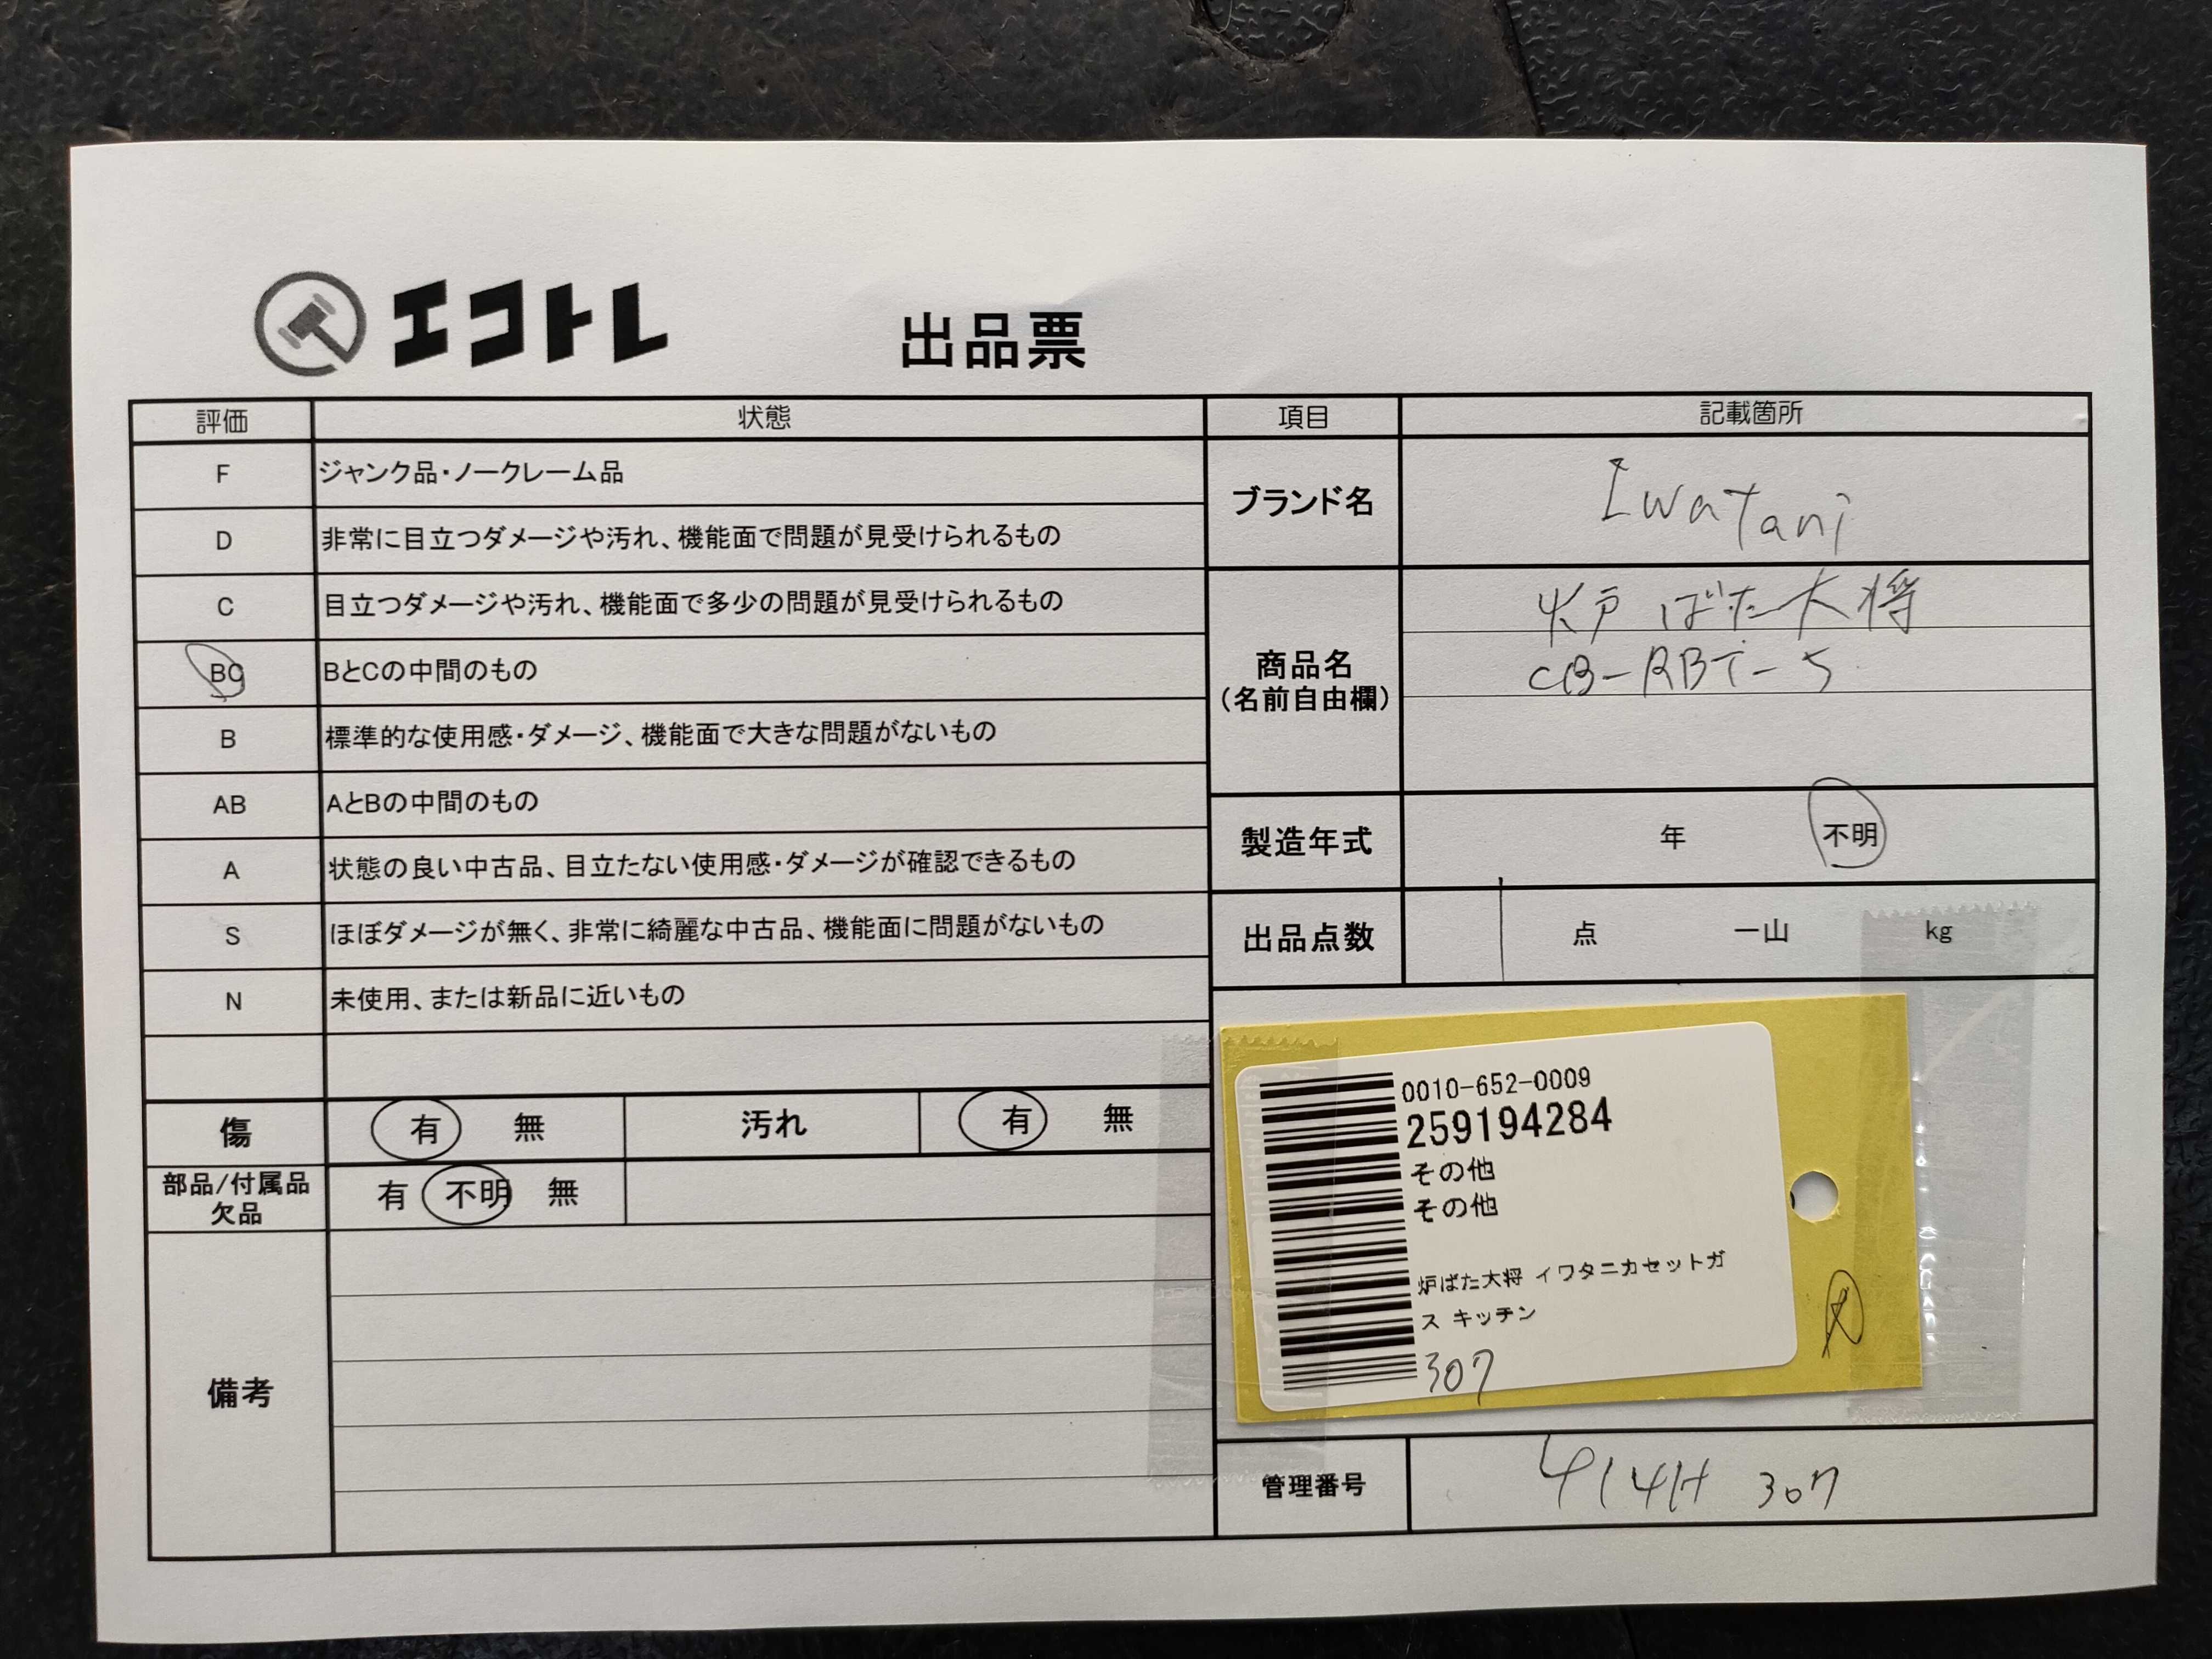 エコトレ
出品票
評価 状態
F ジャンク品・ノークレーム品
D 非常に目立つダメージや汚れ、機能面で問題が見受けられるもの
C 目立つダメージや汚れ、機能面で多少の問題が見受けられるもの
BC BとCの中間のもの
B 標準的な使用感・ダメージ、機能面で大きな問題がないもの
AB AとBの中間のもの
A 状態の良い中古品、目立たない使用感・ダメージが確認できるもの
S ほぼダメージが無く、非常に綺麗な中古品、機能面に問題がないもの
N 未使用、または新品に近いもの
傷 有 無 汚れ 有 無
部品/付属品
欠品
有 不明 無
備考
項目 記載箇所
ブランド名 Iwatani
商品名
(名前自由欄)
炉ばた大将
CB-RBT-5
製造年式 年 不明
出品点数 1 点 一山 kg
0010-652-0009
259194284
その他
その他
炉ばた大将 イワタニカセットガ
ス キッチン
307
管理番号 414H 307